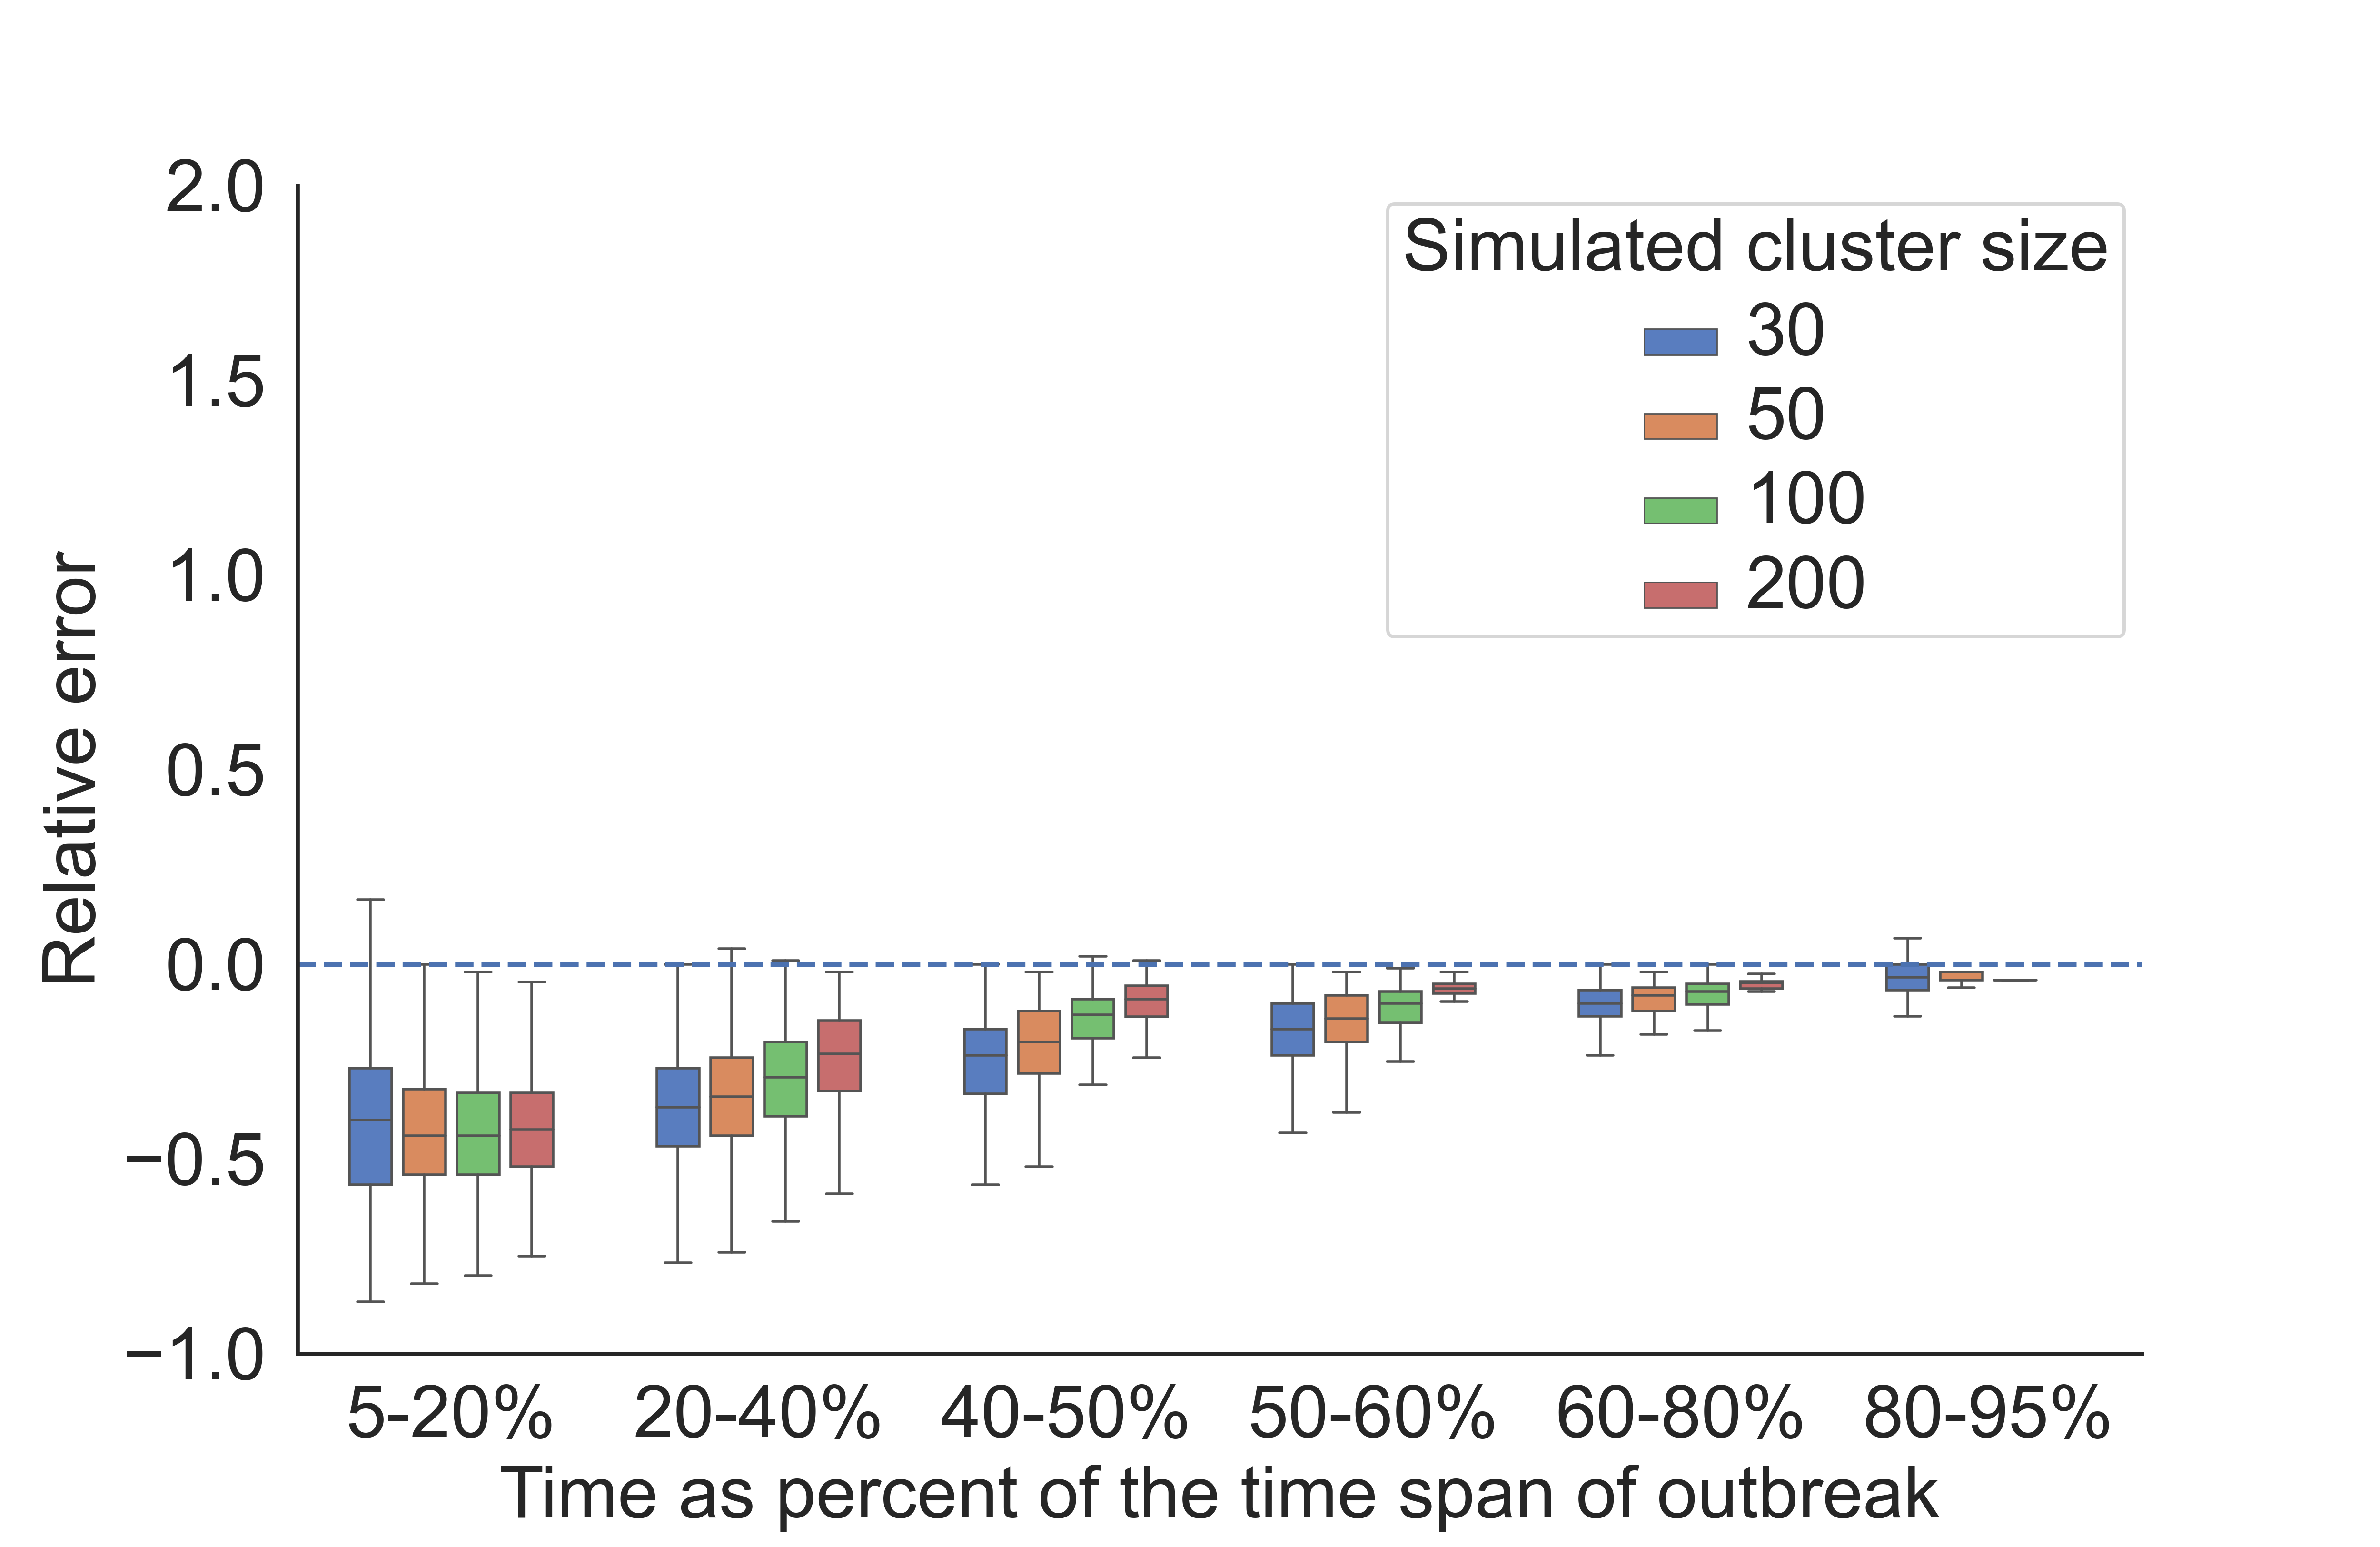 2.0
1.5
1.0
0.5
0.0
−0.5
−1.0
Relative error
Simulated cluster size
30
50
100
200
5-20% 20-40% 40-50% 50-60% 60-80% 80-95%
Time as percent of the time span of outbreak